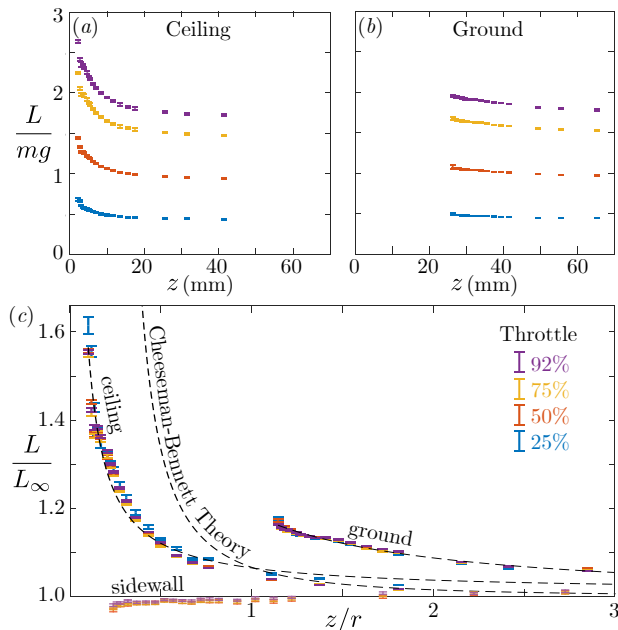 (a) Ceiling
3
2
1
0
L
mg
0 20 40 60
z (mm)
(b) Ground
0 20 40 60
z (mm)
(c)
1.6
1.4
1.2
1.0
L
L∞
ceiling
Cheeseman-Bennett Theory
ground
sidewall
Throttle
92%
75%
50%
25%
1 2 3
z/r